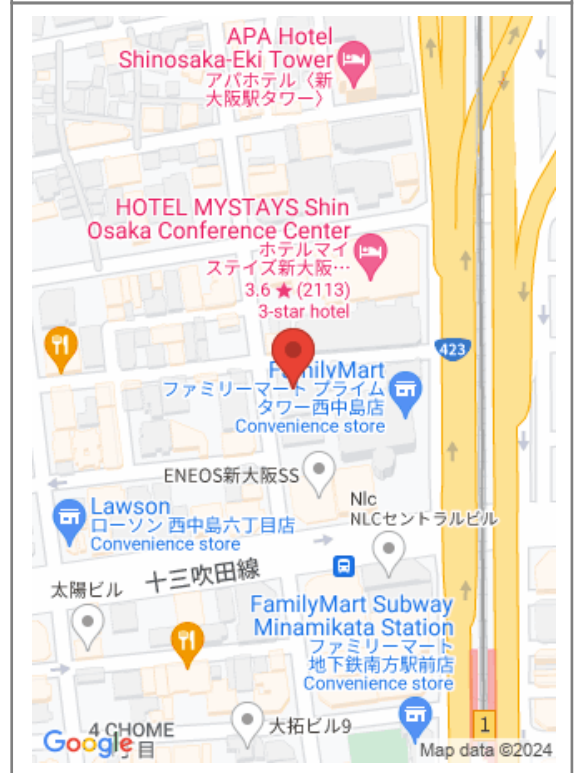 APA Hotel
Shinosaka-Eki Tower
アパホテル〈新
大阪駅タワー〉
HOTEL MYSTAYS Shin
Osaka Conference Center
ホテルマイ
ステイズ新大阪…
3.6 ★ (2113)
3-star hotel
423
FamilyMart
ファミリーマート プライム
タワー西中島店
Convenience store
ENEOS新大阪SS
Nlc
NLCセントラルビル
Lawson
ローソン 西中島六丁目店
Convenience store
十三吹田線
太陽ビル
FamilyMart Subway
Minamikata Station
ファミリーマート
地下鉄南方駅前店
Convenience store
4 CHOME
丁目
大拓ビル9
1
Google
Map data ©2024